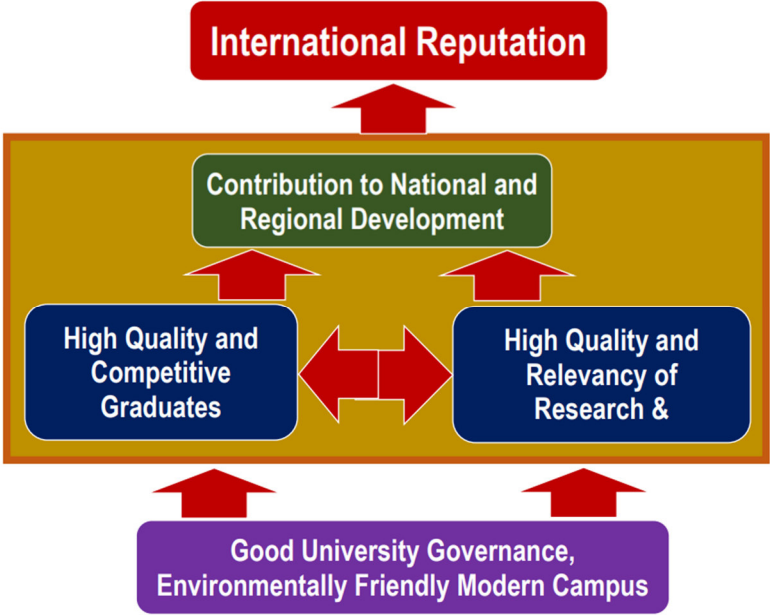 International Reputation
Contribution to National and
Regional Development
High Quality and
Competitive
Graduates
High Quality and
Relevancy of
Research &
Good University Governance,
Environmentally Friendly Modern Campus